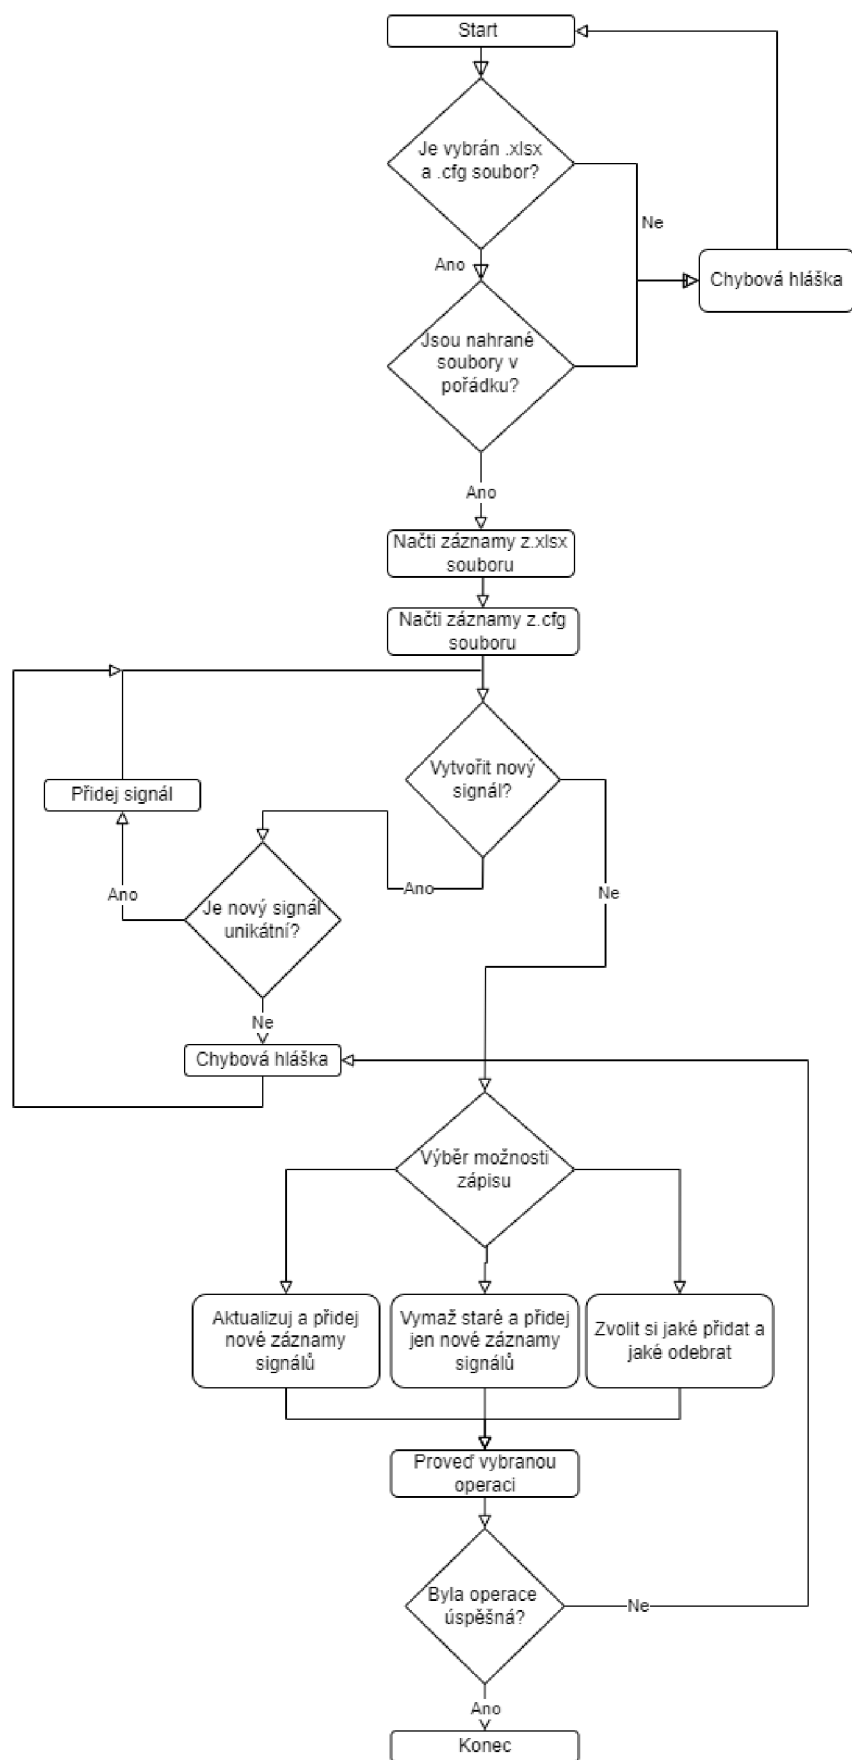 Start
Je vybrán .xlsx
a .cfg soubor?
Ne
Chybová hláška
Ano
Jsou nahrané
soubory v
pořádku?
Ano
Načti záznamy z.xlsx
souboru
Načti záznamy z.cfg
souboru
Vytvořit nový
signál?
Přidej signál
Ano
Ano
Ne
Je nový signál
unikátní?
Ne
Chybová hláška
Výběr možnosti
zápisu
Aktualizuj a přidej
nové záznamy
signálů
Vymaž staré a přidej
jen nové záznamy
signálů
Zvolit si jaké přidat a
jaké odebrat
Proveď vybranou
operaci
Byla operace
úspěšná?
Ne
Ano
Konec